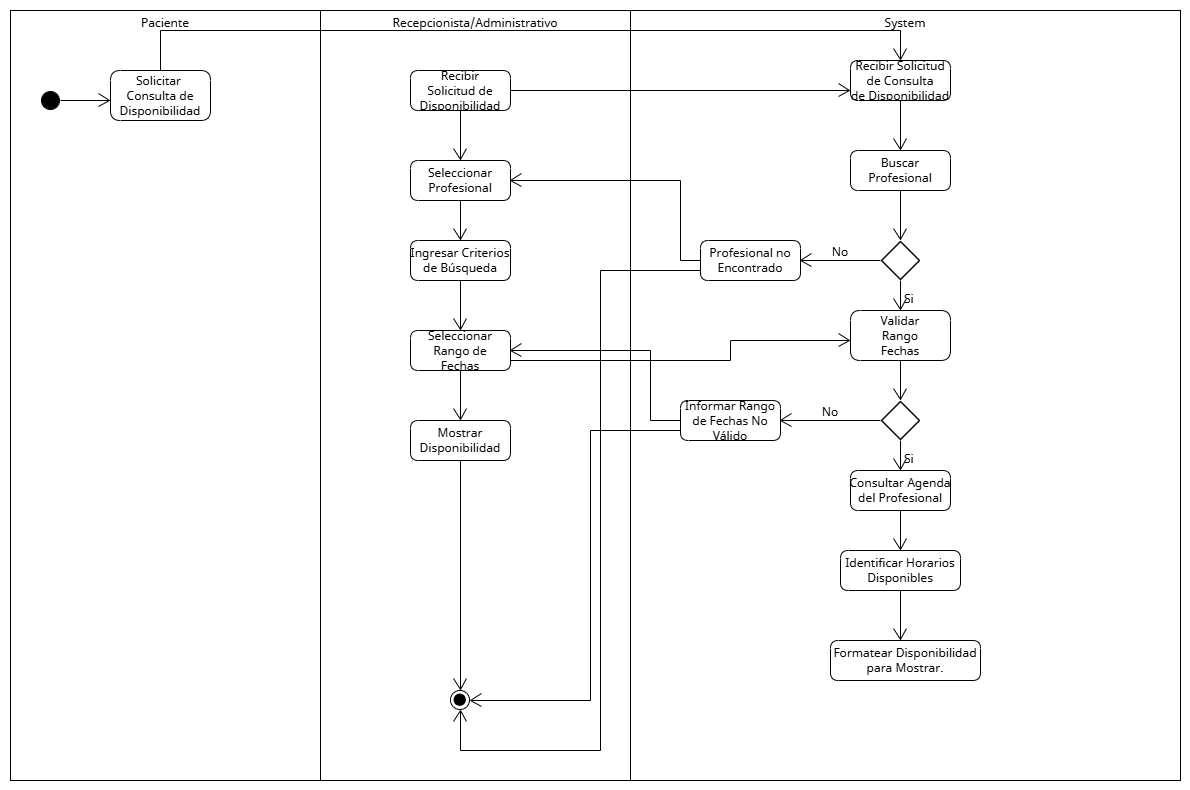 Paciente
Recepcionista/Administrativo
System
Solicitar
Consulta de
Disponibilidad
Recibir
Solicitud de
Disponibilidad
Recibir Solicitud
de Consulta
de Disponibilidad
Seleccionar
Profesional
Buscar
Profesional
Ingresar Criterios
de Búsqueda
Profesional no
Encontrado
No
Si
Seleccionar
Rango de
Fechas
Validar
Rango
Fechas
Mostrar
Disponibilidad
Informar Rango
de Fechas No
Válido
No
Si
Consultar Agenda
del Profesional
Identificar Horarios
Disponibles
Formatear Disponibilidad
para Mostrar.